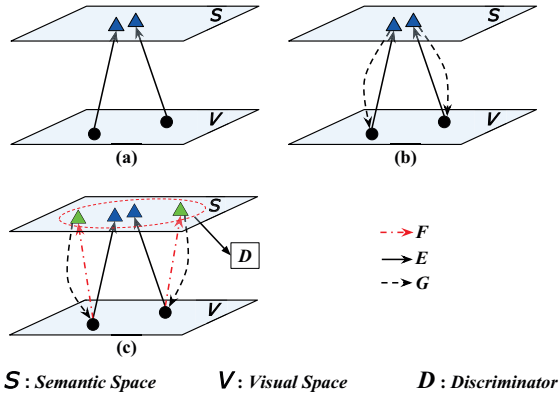 S S
V V
(a) (b)
S
D
V
(c)
F
E
G
S : Semantic Space V : Visual Space D : Discriminator